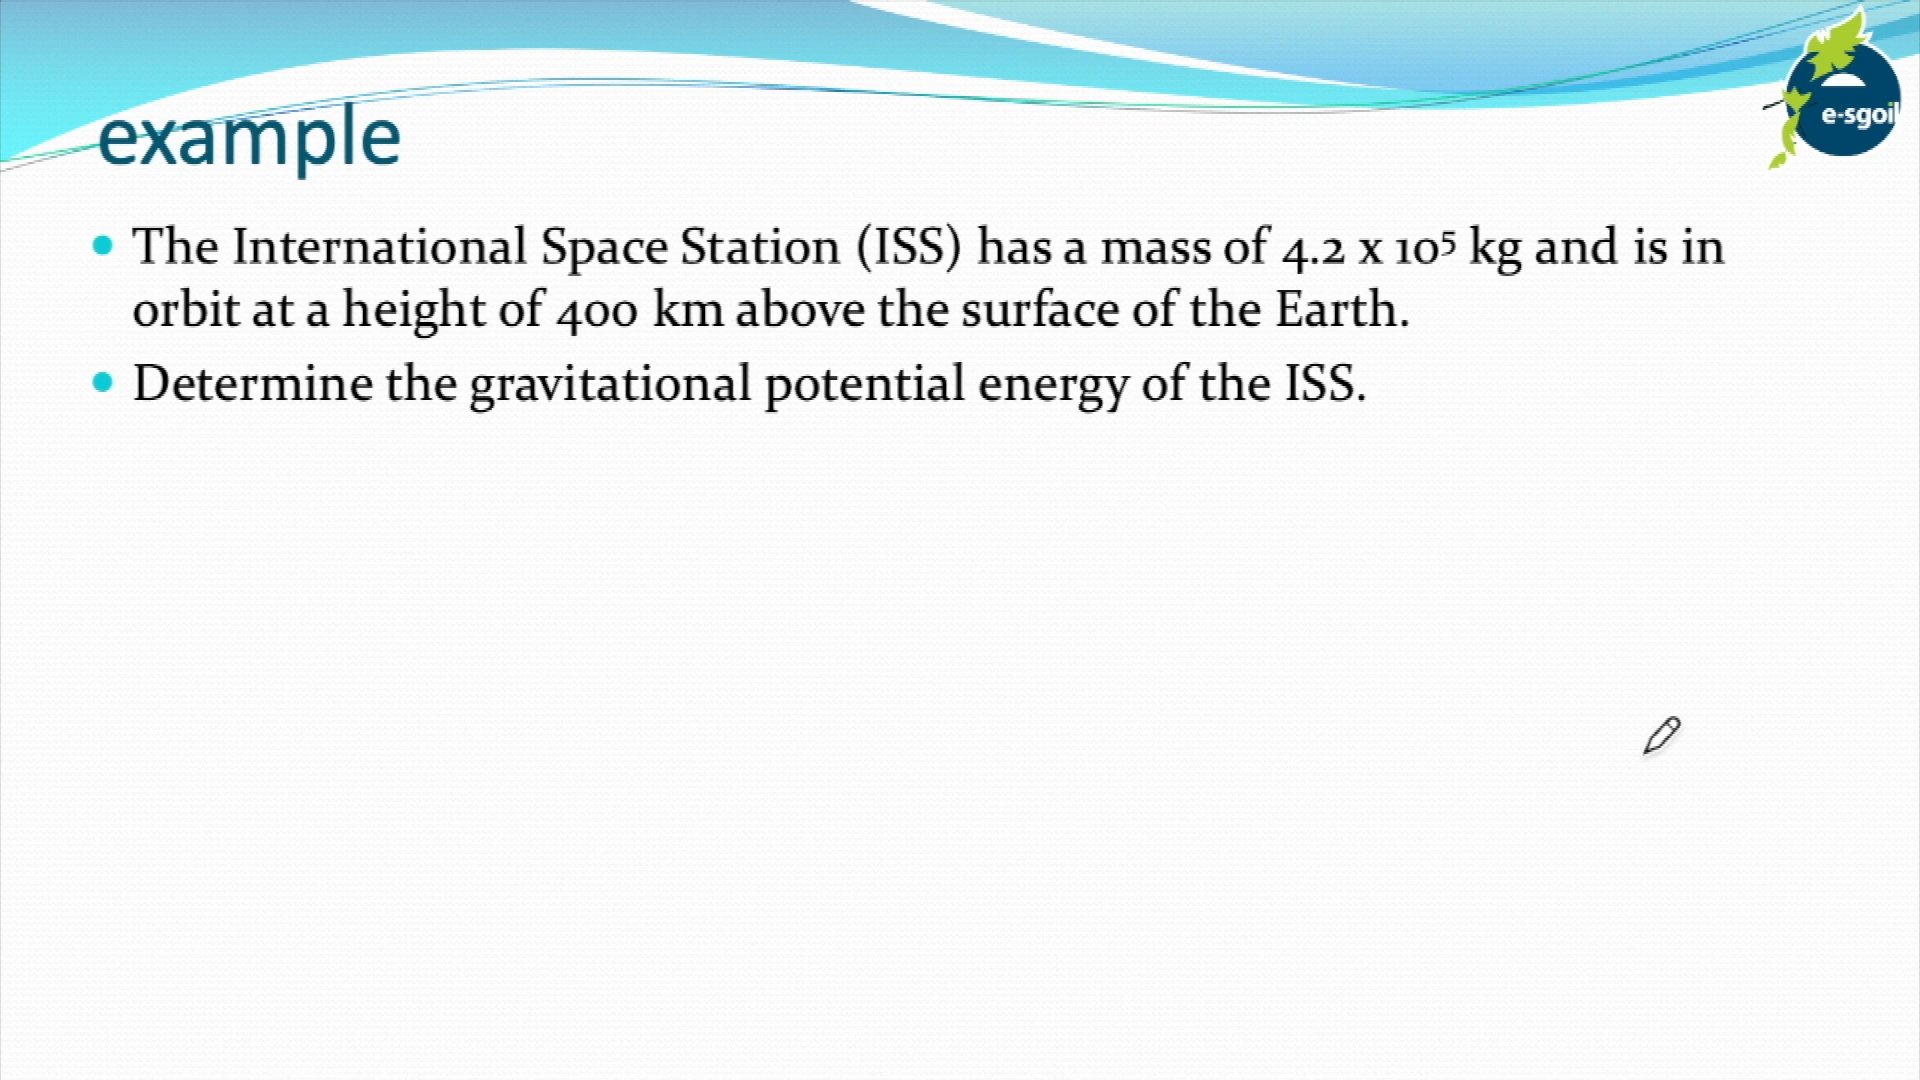 e-sgoil
example
The International Space Station (ISS) has a mass of 4.2 x 10⁵ kg and is in
orbit at a height of 400 km above the surface of the Earth.
Determine the gravitational potential energy of the ISS.